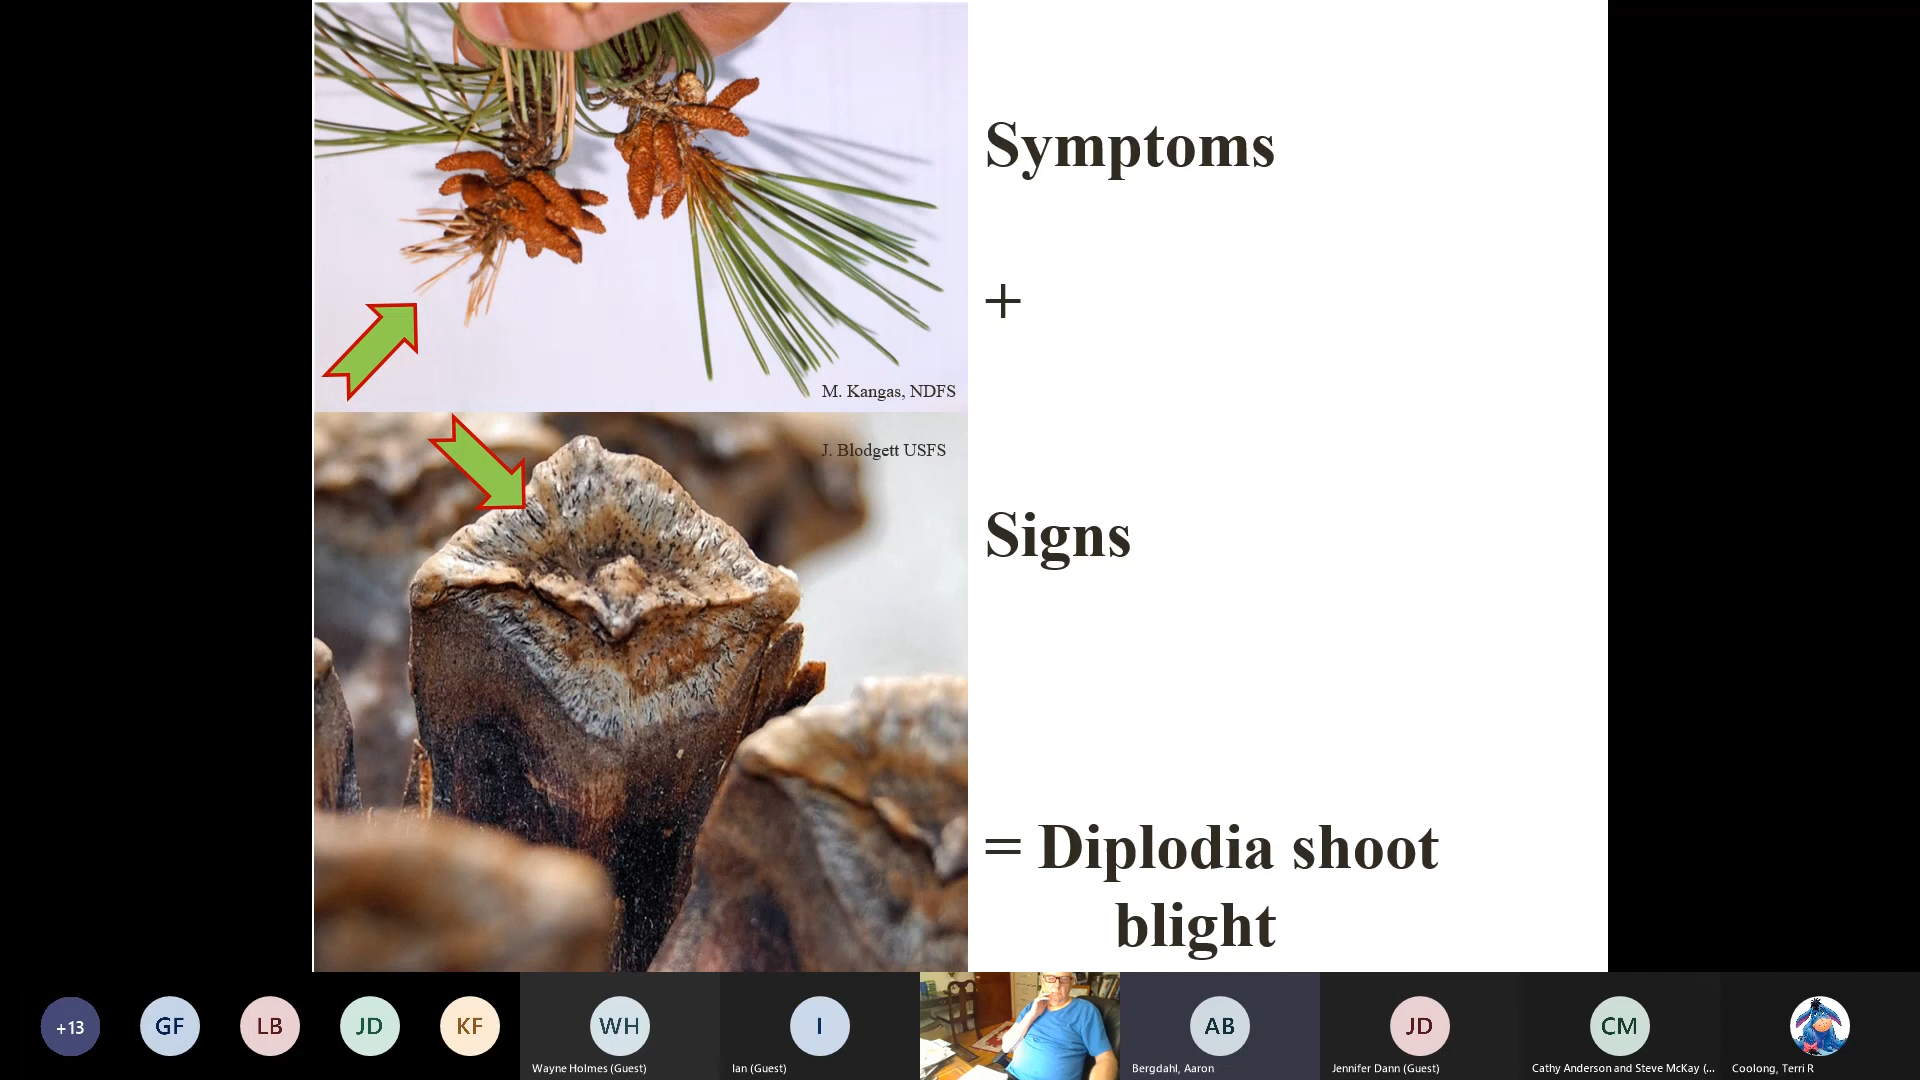 Symptoms
+
M. Kangas, NDFS
J. Blodgett USFS
Signs
= Diplodia shoot
blight
+13
GF
LB
JD
KF
WH
Wayne Holmes (Guest)
I
Ian (Guest)
AB
Bergdahl, Aaron
JD
Jennifer Dann (Guest)
CM
Cathy Anderson and Steve McKay (...
Coolong, Terri R